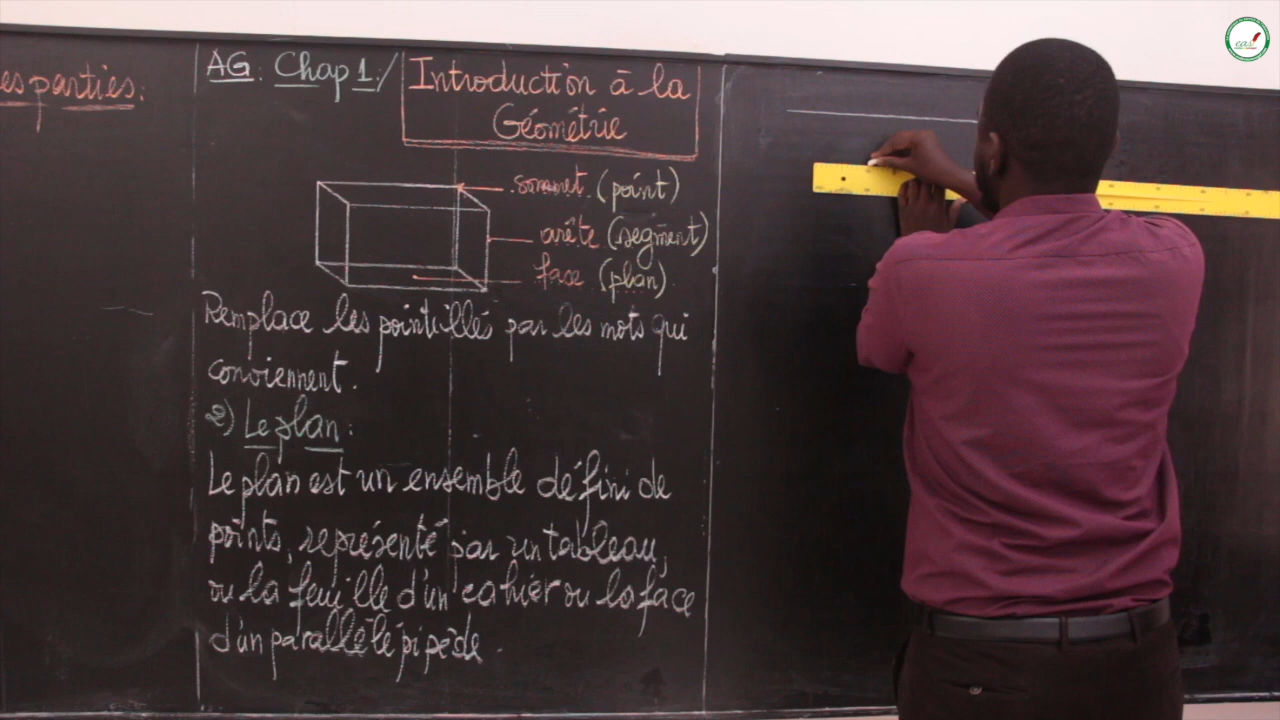 es parties:
AG: Chap 1:/
Introduction à la
Géométrie
sommet (point)
arête (segment)
face (plan)
Remplace les pointillés par les mots qui
conviennent.
2) Le plan:
Le plan est un ensemble défini de
points, représenté par un tableau,
ou la feuille d'un cahier ou la face
d'un parallélépipède.
eas